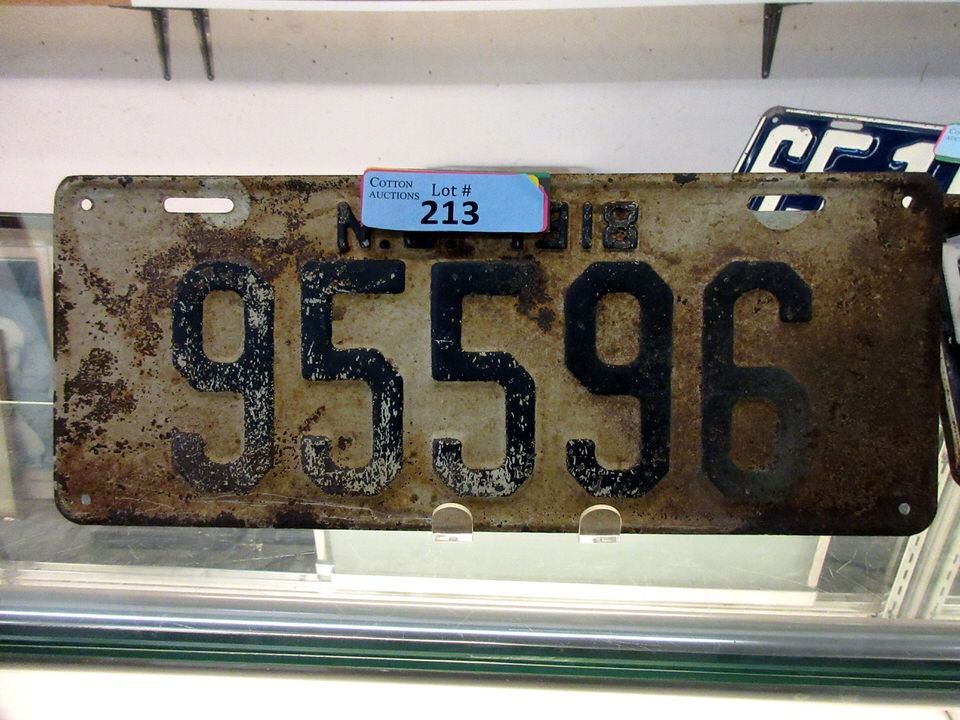 COTTON
AUCTIONS
Lot #
213
N. 1918
95596